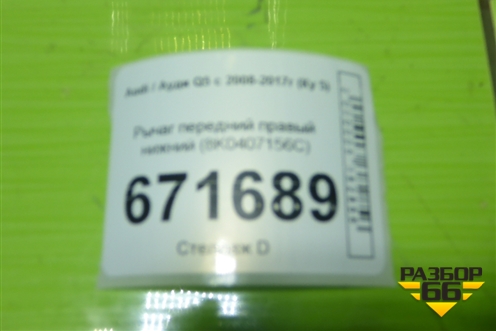 Audi / Ауди Q5 с 2008-2017г (Ку 5)
Рычаг передний правый
нижний (8K0407156C)
671689
Стеллаж D
РАЗБОР
66